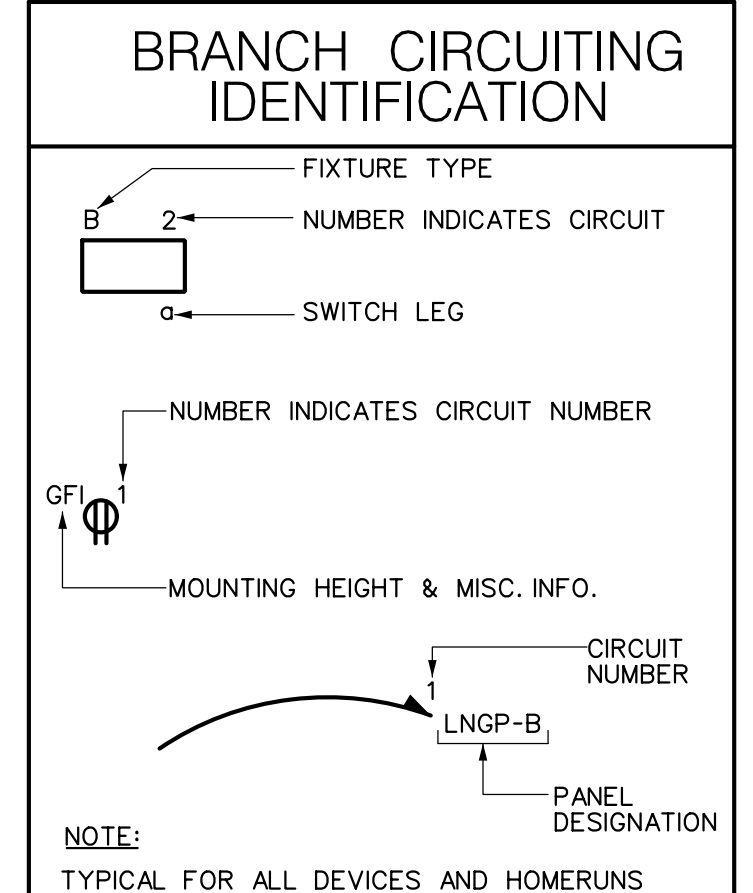 BRANCH CIRCUITING
IDENTIFICATION
FIXTURE TYPE
B 2 NUMBER INDICATES CIRCUIT
a SWITCH LEG
NUMBER INDICATES CIRCUIT NUMBER
GFI 1
MOUNTING HEIGHT & MISC. INFO.
CIRCUIT
NUMBER
1
LNGP-B
PANEL
DESIGNATION
NOTE:
TYPICAL FOR ALL DEVICES AND HOMERUNS